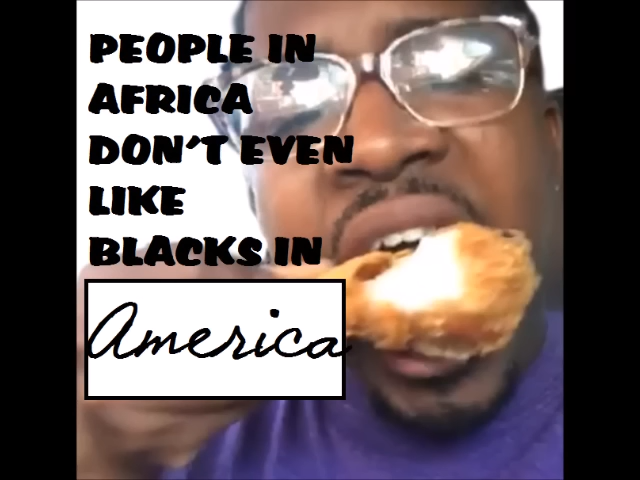 PEOPLE IN
AFRICA
DON'T EVEN
LIKE
BLACKS IN
America